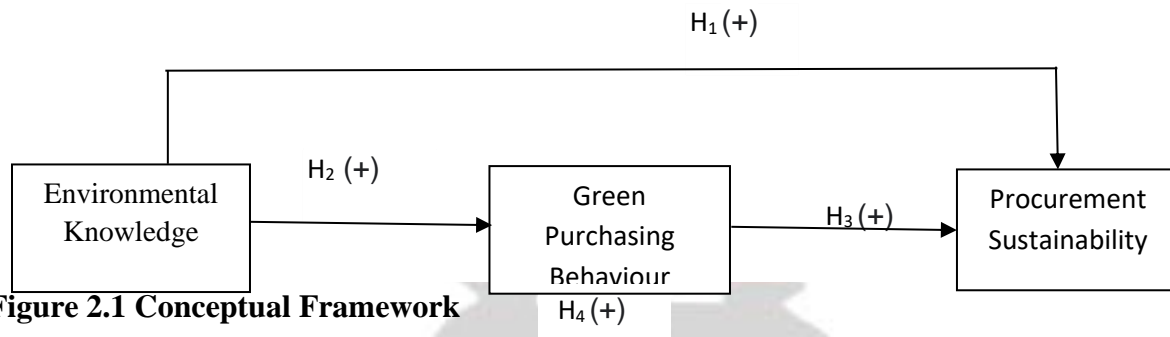 H₁ (+)
H₂ (+)
Environmental
Knowledge
Green
Purchasing
Behaviour
H₃ (+)
Procurement
Sustainability
Figure 2.1 Conceptual Framework
H₄ (+)